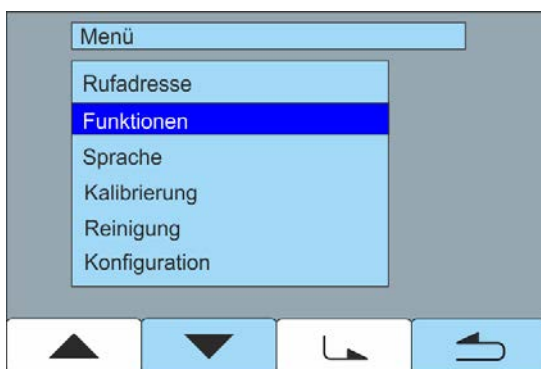 Menü
Rufadresse
Funktionen
Sprache
Kalibrierung
Reinigung
Konfiguration